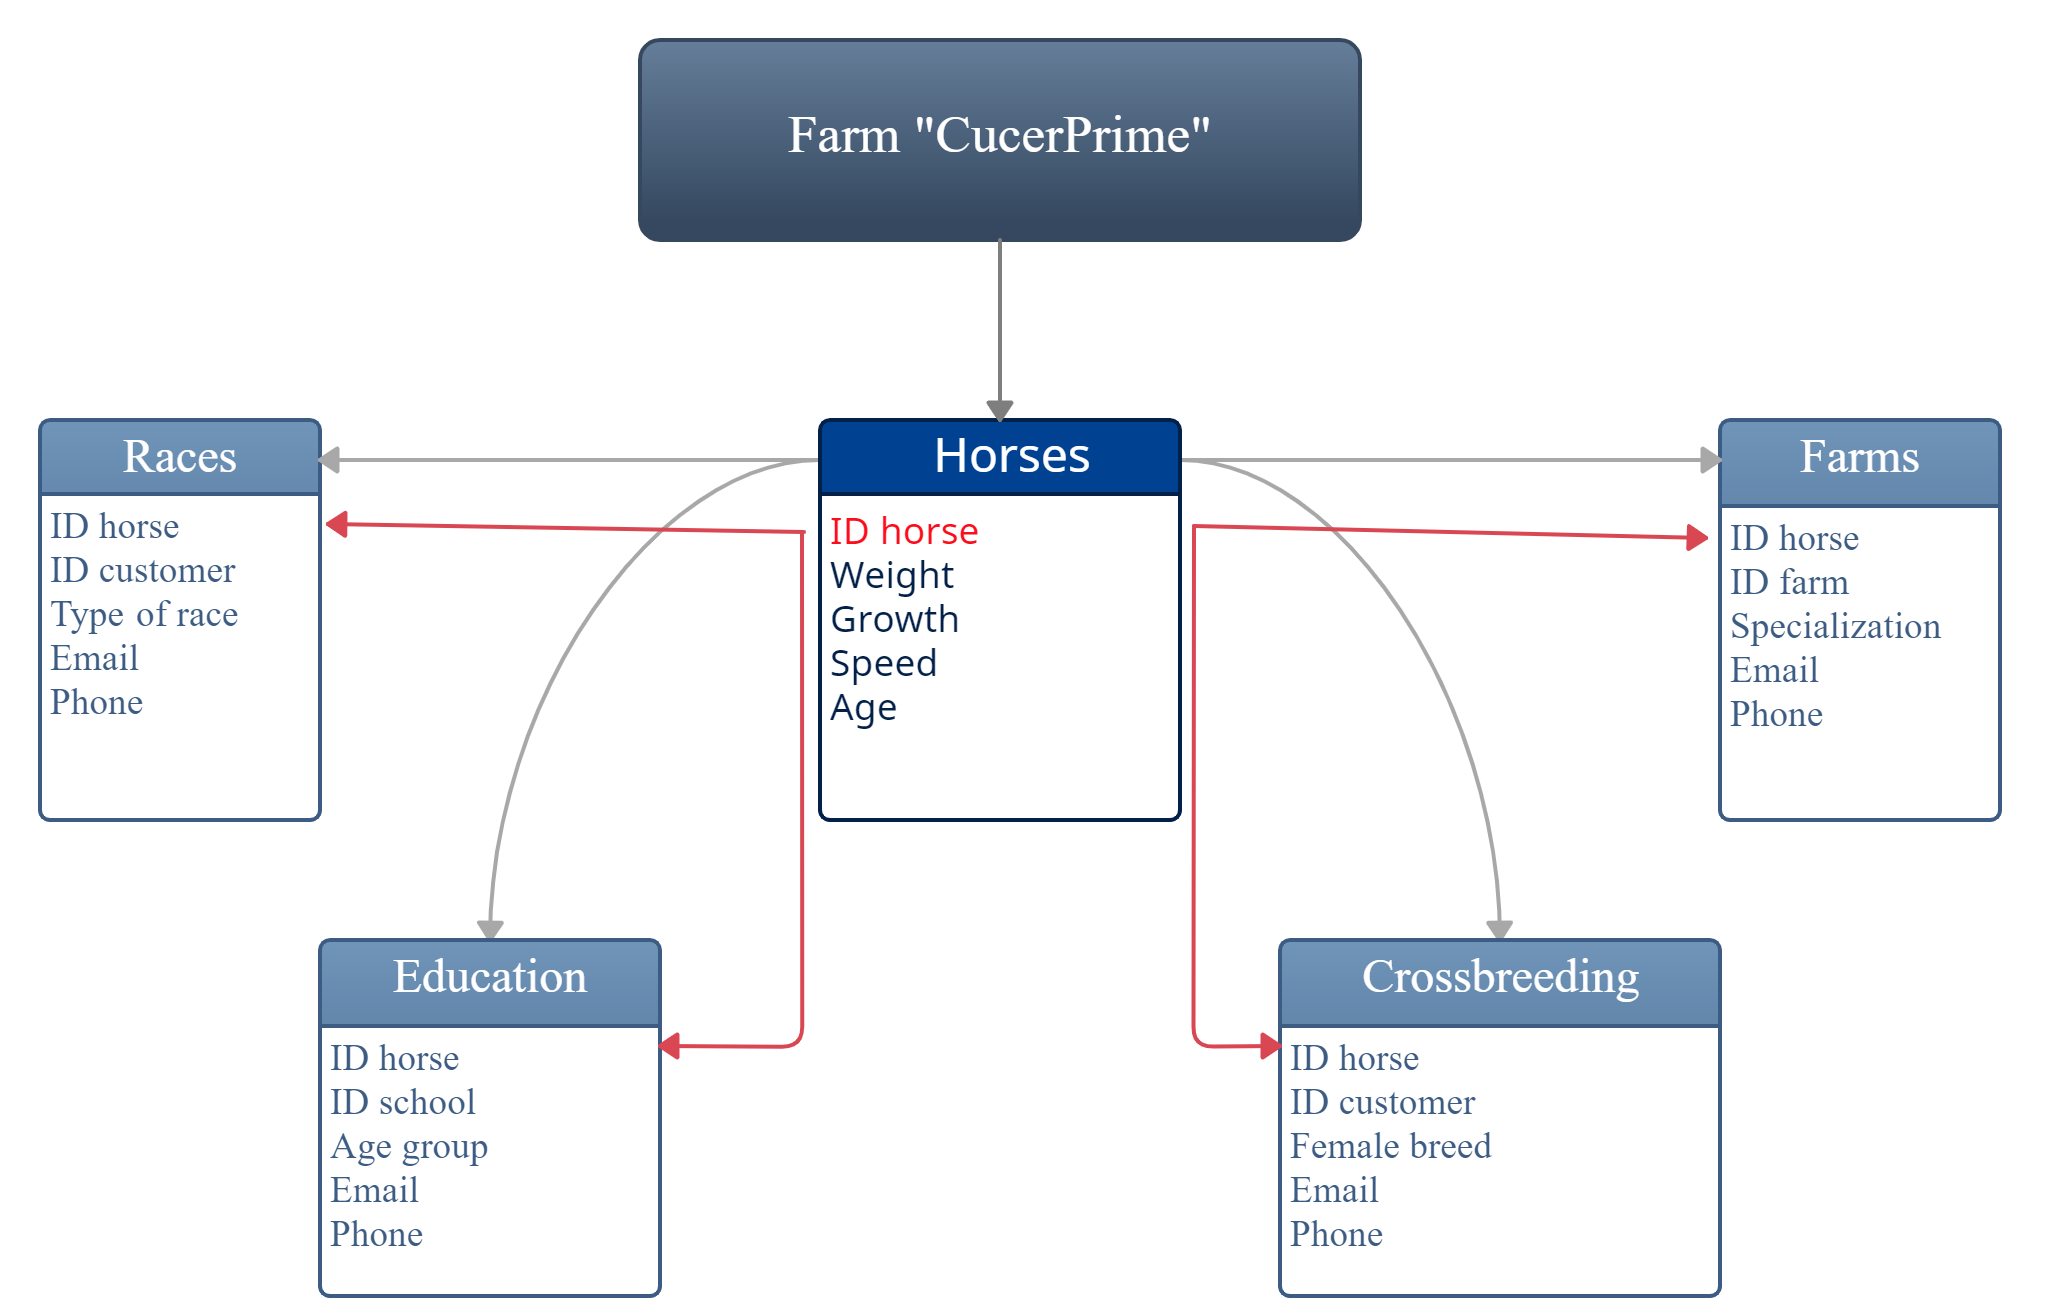 Farm "CucerPrime"
Races
ID horse
ID customer
Type of race
Email
Phone
Horses
ID horse
Weight
Growth
Speed
Age
Farms
ID horse
ID farm
Specialization
Email
Phone
Education
ID horse
ID school
Age group
Email
Phone
Crossbreeding
ID horse
ID customer
Female breed
Email
Phone